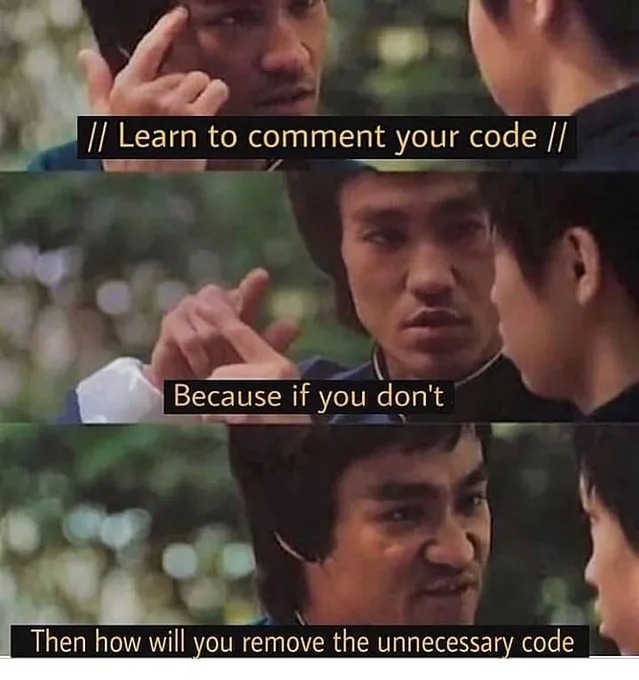 // Learn to comment your code //
Because if you don't
Then how will you remove the unnecessary code